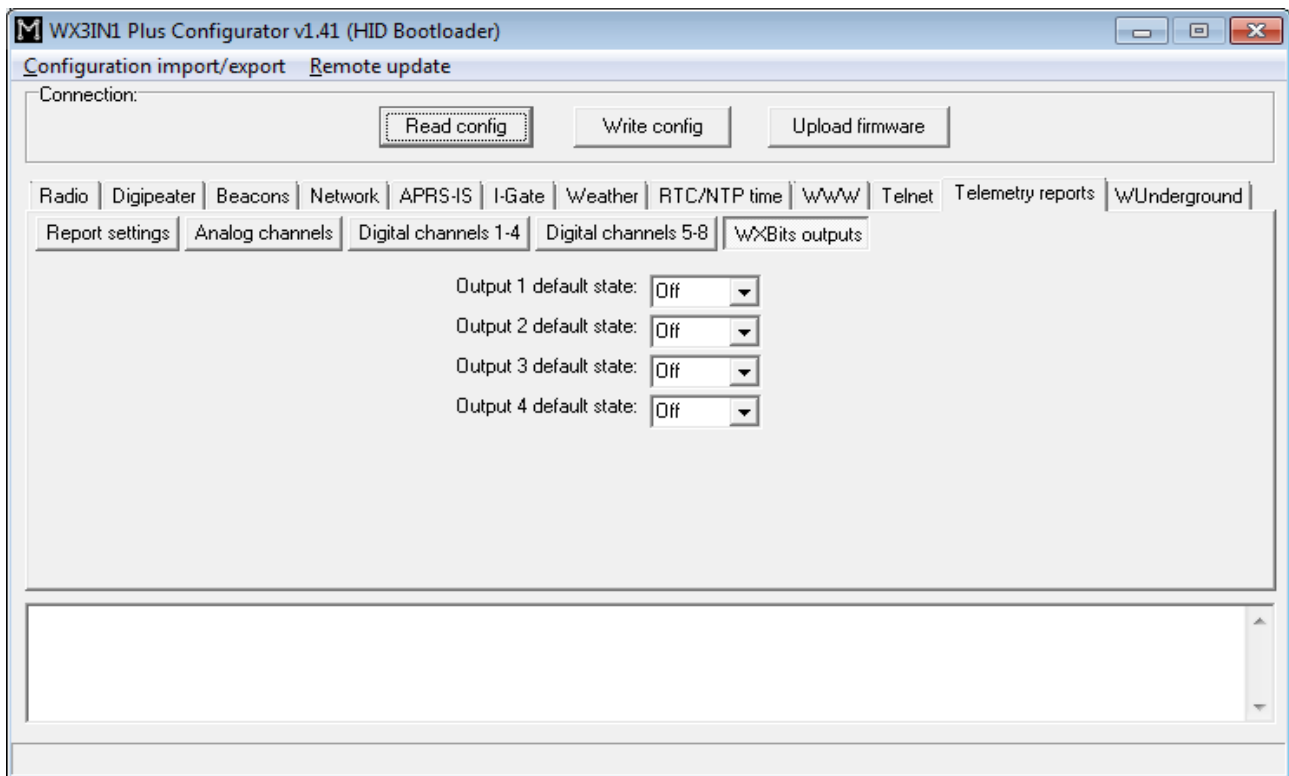 WX3IN1 Plus Configurator v1.41 (HID Bootloader)
Configuration import/export Remote update
Connection:
Read config Write config Upload firmware
Radio Digipeater Beacons Network APRS-IS I-Gate Weather RTC/NTP time WWW Telnet Telemetry reports WUnderground
Report settings Analog channels Digital channels 1-4 Digital channels 5-8 WXBits outputs
Output 1 default state: Off
Output 2 default state: Off
Output 3 default state: Off
Output 4 default state: Off